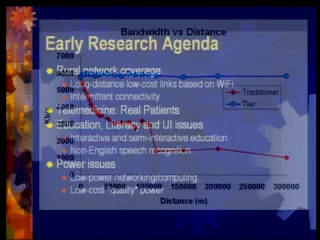 Bandwidth vs Distance
Early Research Agenda
7000
Rural network coverage
Long-distance low-cost links based on WiFi
Intermittent connectivity
Traditional
Tier
Telemedicine: Real Patients
Education, Literacy and UI issues
Interactive and semi-interactive education
Non-English speech recognition
1000
Power issues
0 50000 100000 150000 200000 250000 300000
Low-power networking/computing
Low-cost "quality" power
Distance (m)